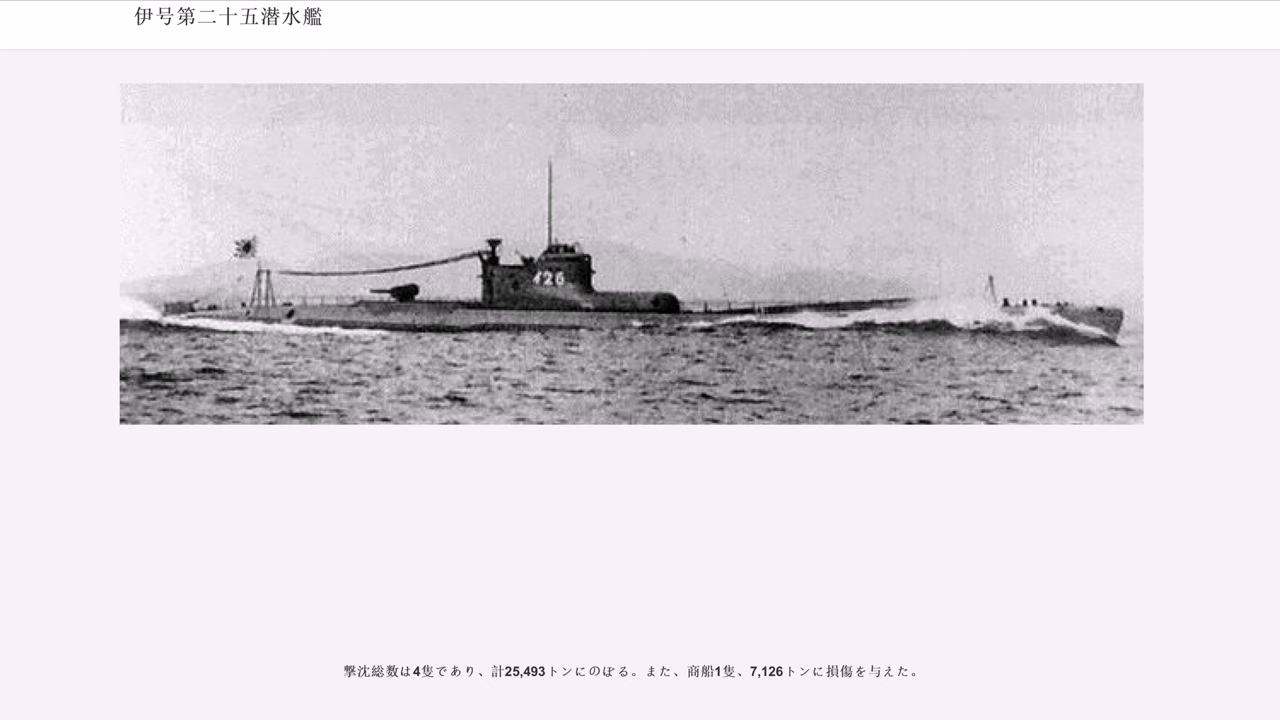 伊号第二十五潜水艦
撃沈総数は4隻であり、計25,493トンにのぼる。また、商船1隻、7,126トンに損傷を与えた。